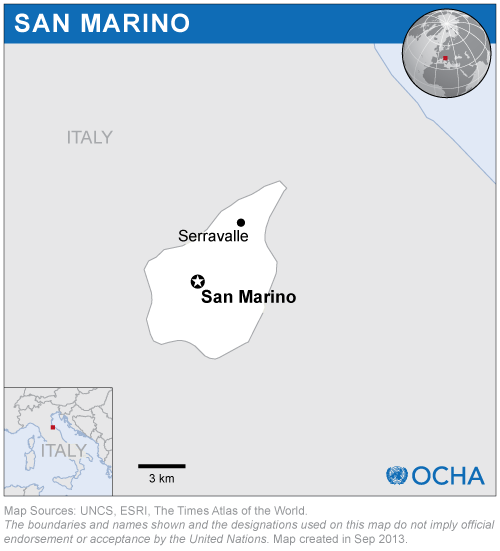 SAN MARINO
ITALY
Serravalle
San Marino
ITALY
3 km
OCHA
Map Sources: UNCS, ESRI, The Times Atlas of the World.
The boundaries and names shown and the designations used on this map do not imply official
endorsement or acceptance by the United Nations. Map created in Sep 2013.